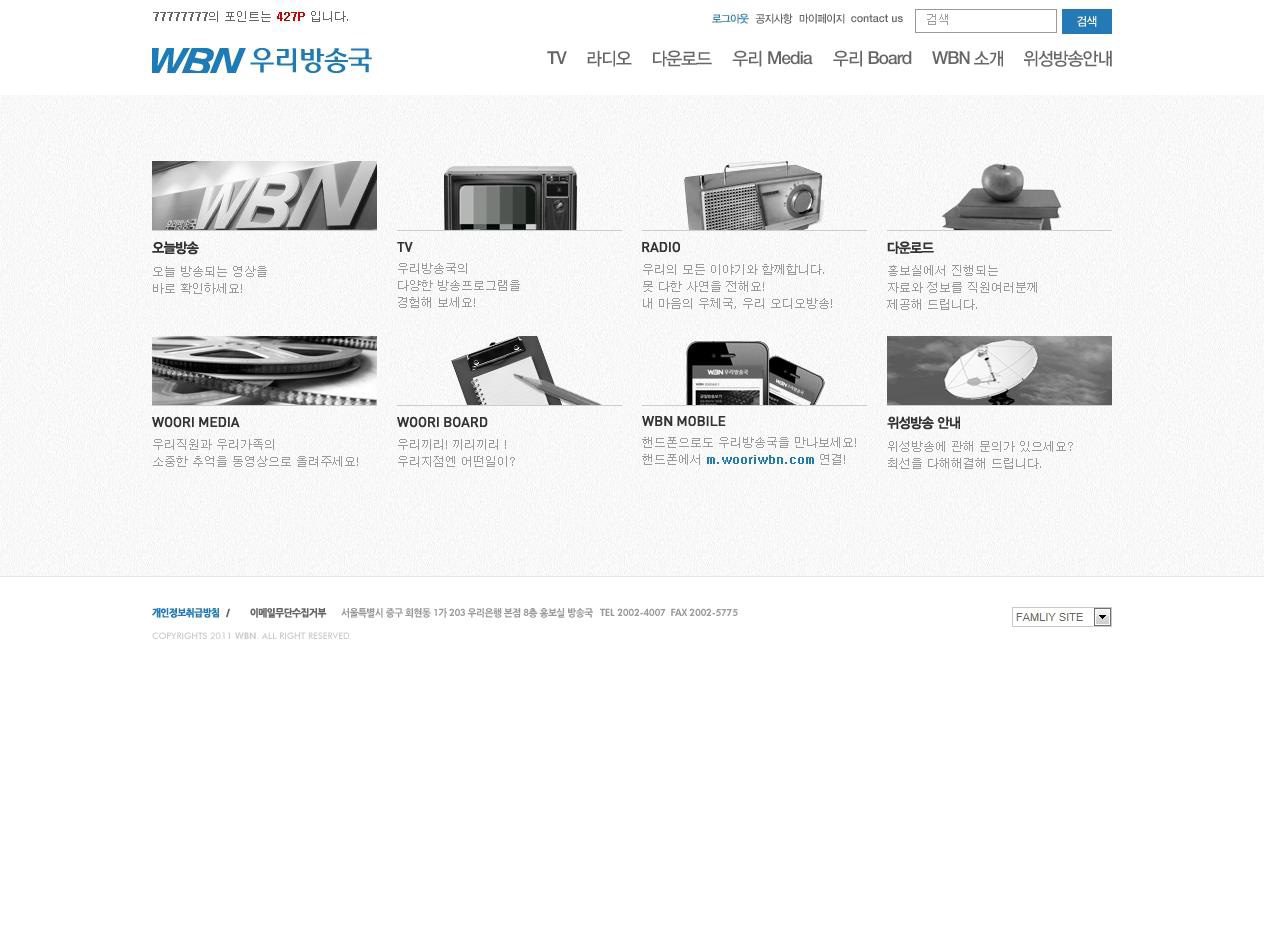 77777777의 포인트는 427P 입니다.
로그아웃 공지사항 마이페이지 contact us 검색 검색
WBN 우리방송국
TV 라디오 다운로드 우리 Media 우리 Board WBN 소개 위성방송안내
우리방송국 WBN
오늘방송
오늘 방송되는 영상을
바로 확인하세요!
TV
우리방송국의
다양한 방송프로그램을
경험해 보세요!
RADIO
우리의 모든 이야기와 함께합니다.
못 다한 사연을 전해요!
내 마음의 우체국, 우리 오디오방송!
다운로드
홍보실에서 진행되는
자료와 정보를 직원여러분께
제공해 드립니다.
WBN 우리방송국
WOORI MEDIA
우리직원과 우리가족의
소중한 추억을 동영상으로 올려주세요!
WOORI BOARD
우리끼리! 끼리끼리 !
우리지점엔 어떤일이?
WBN MOBILE
핸드폰으로도 우리방송국을 만나보세요!
핸드폰에서 m.wooriwbn.com 연결!
위성방송 안내
위성방송에 관해 문의가 있으세요?
최선을 다해해결해 드립니다.
개인정보취급방침 / 이메일무단수집거부 서울특별시 중구 회현동 1가 203 우리은행 본점 8층 홍보실 방송국 TEL 2002-4007 FAX 2002-5775
FAMLIY SITE
COPYRIGHTS 2011 WBN. ALL RIGHT RESERVED.